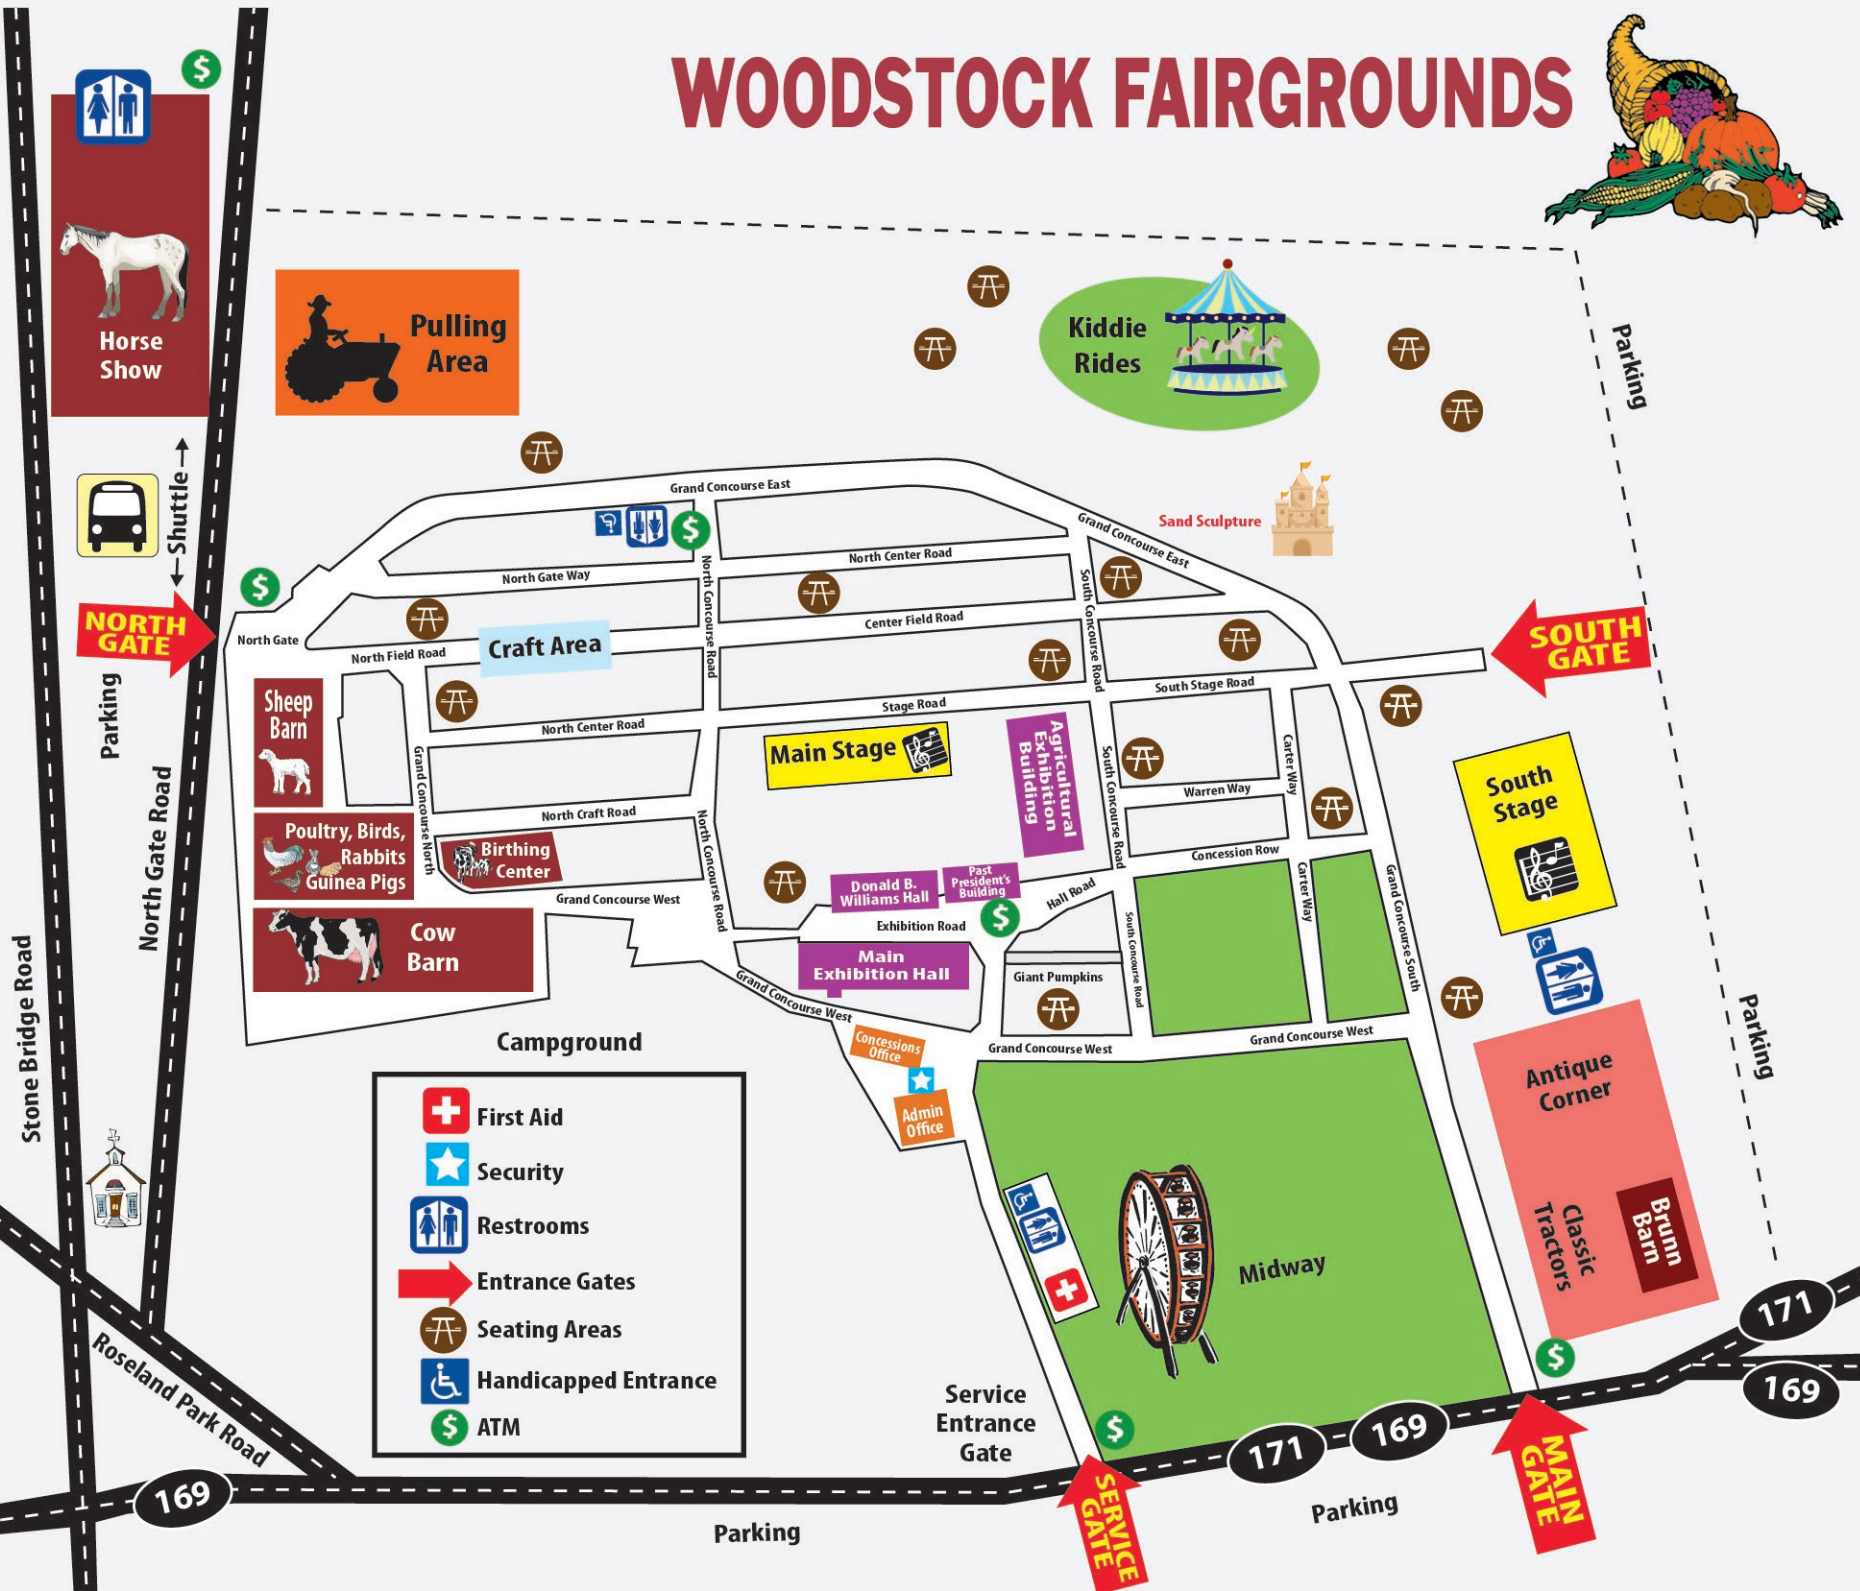 WOODSTOCK FAIRGROUNDS
$
Horse
Show
Pulling
Area
Kiddie
Rides
Parking
Shuttle
Grand Concourse East
$
Grand Concourse East
Sand Sculpture
North Center Road
North Gate Way
$
NORTH
GATE
North Gate
North Field Road
Craft Area
North Concourse Road
Center Field Road
South Concourse Road
SOUTH
GATE
Parking
North Gate Road
Stone Bridge Road
Sheep
Barn
Grand Concourse North
North Center Road
Stage Road
South Stage Road
Main Stage
Agricultural
Exhibition
Building
South Concourse Road
Carter Way
Warren Way
South
Stage
Poultry, Birds,
Rabbits
Guinea Pigs
North Craft Road
Birthing
Center
North Concourse Road
Grand Concourse West
Donald B.
Williams Hall
Past
President's
Building
Hall Road
Concession Row
Carter Way
Grand Concourse South
Cow
Barn
Exhibition Road
$
Main
Exhibition Hall
Giant Pumpkins
South Concourse Road
Grand Concourse West
Grand Concourse West
Grand Concourse West
Concessions
Office
Admin
Office
Campground
First Aid
Security
Restrooms
Entrance Gates
Seating Areas
Handicapped Entrance
$ ATM
Antique
Corner
Classic
Tractors
Brunn
Barn
Parking
Midway
Roseland Park Road
Service
Entrance
Gate
$
$
171
169
171
169
169
Parking
Parking
SERVICE
GATE
MAIN
GATE